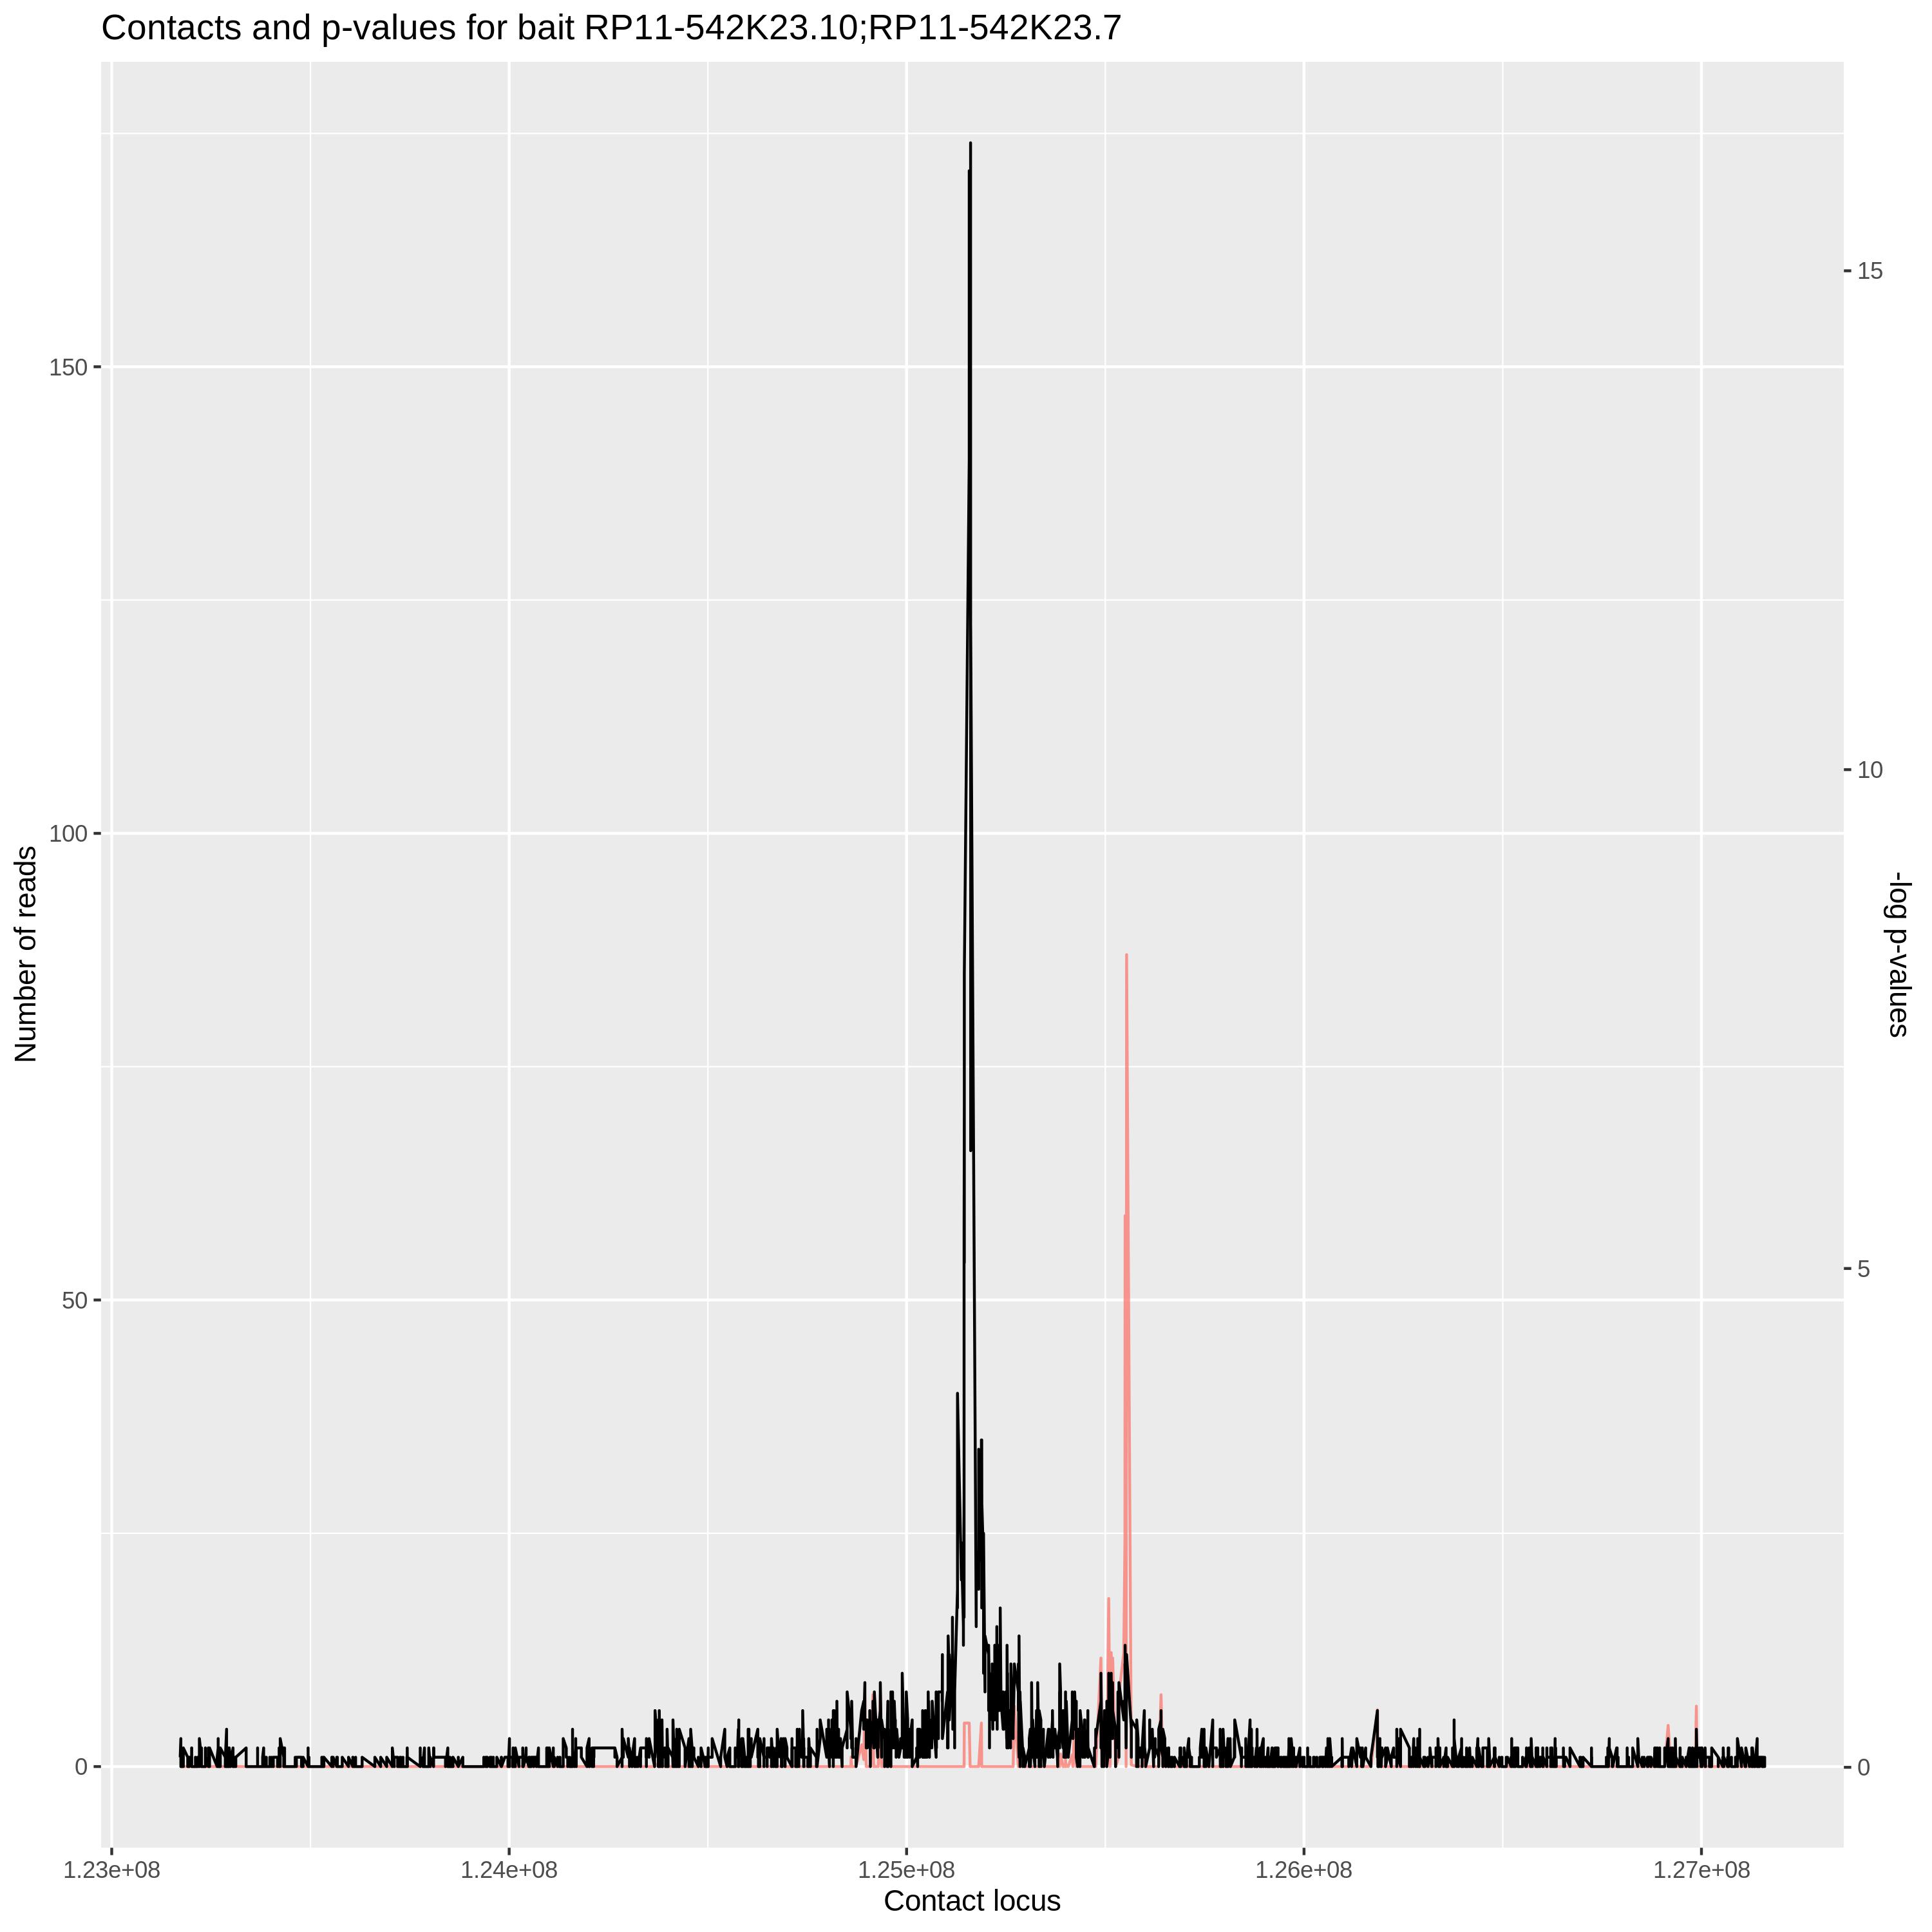 Contacts and p-values for bait RP11-542K23.10;RP11-542K23.7
Number of reads
150
100
50
0
15
10
5
0
-log p-values
1.23e+08
1.24e+08
1.25e+08
1.26e+08
1.27e+08
Contact locus